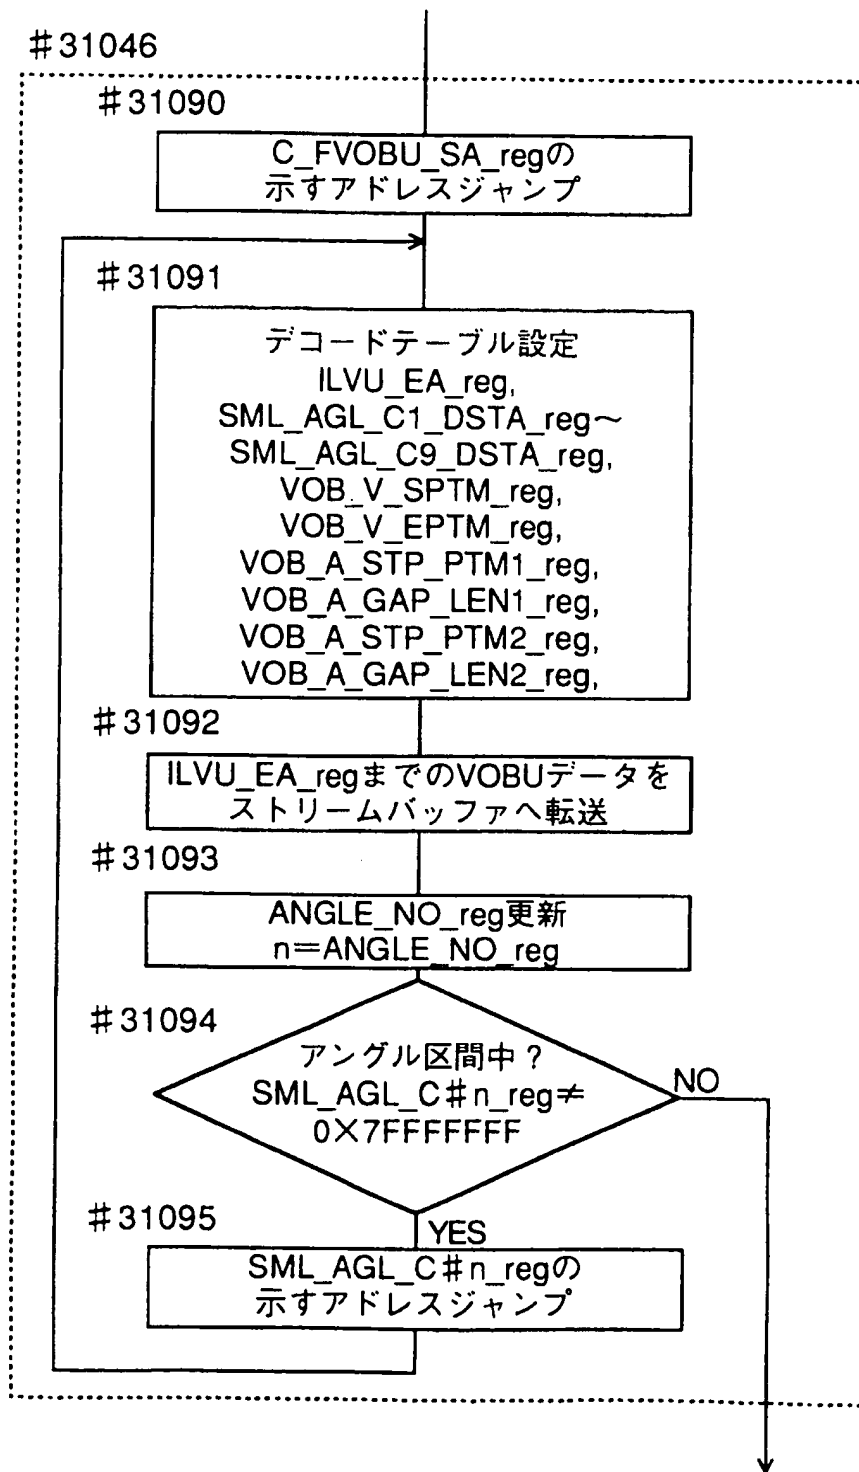 #31046
#31090
C_FVOBU_SA_regの
示すアドレスジャンプ
#31091
デコードテーブル設定
ILVU_EA_reg,
SML_AGL_C1_DSTA_reg~
SML_AGL_C9_DSTA_reg,
VOB_V_SPTM_reg,
VOB_V_EPTM_reg,
VOB_A_STP_PTM1_reg,
VOB_A_GAP_LEN1_reg,
VOB_A_STP_PTM2_reg,
VOB_A_GAP_LEN2_reg,
#31092
ILVU_EA_regまでのVOBUデータを
ストリームバッファへ転送
#31093
ANGLE_NO_reg更新
n=ANGLE_NO_reg
#31094
アングル区間中?
SML_AGL_C#n_reg≠
0×7FFFFFFF
NO
#31095
YES
SML_AGL_C#n_regの
示すアドレスジャンプ